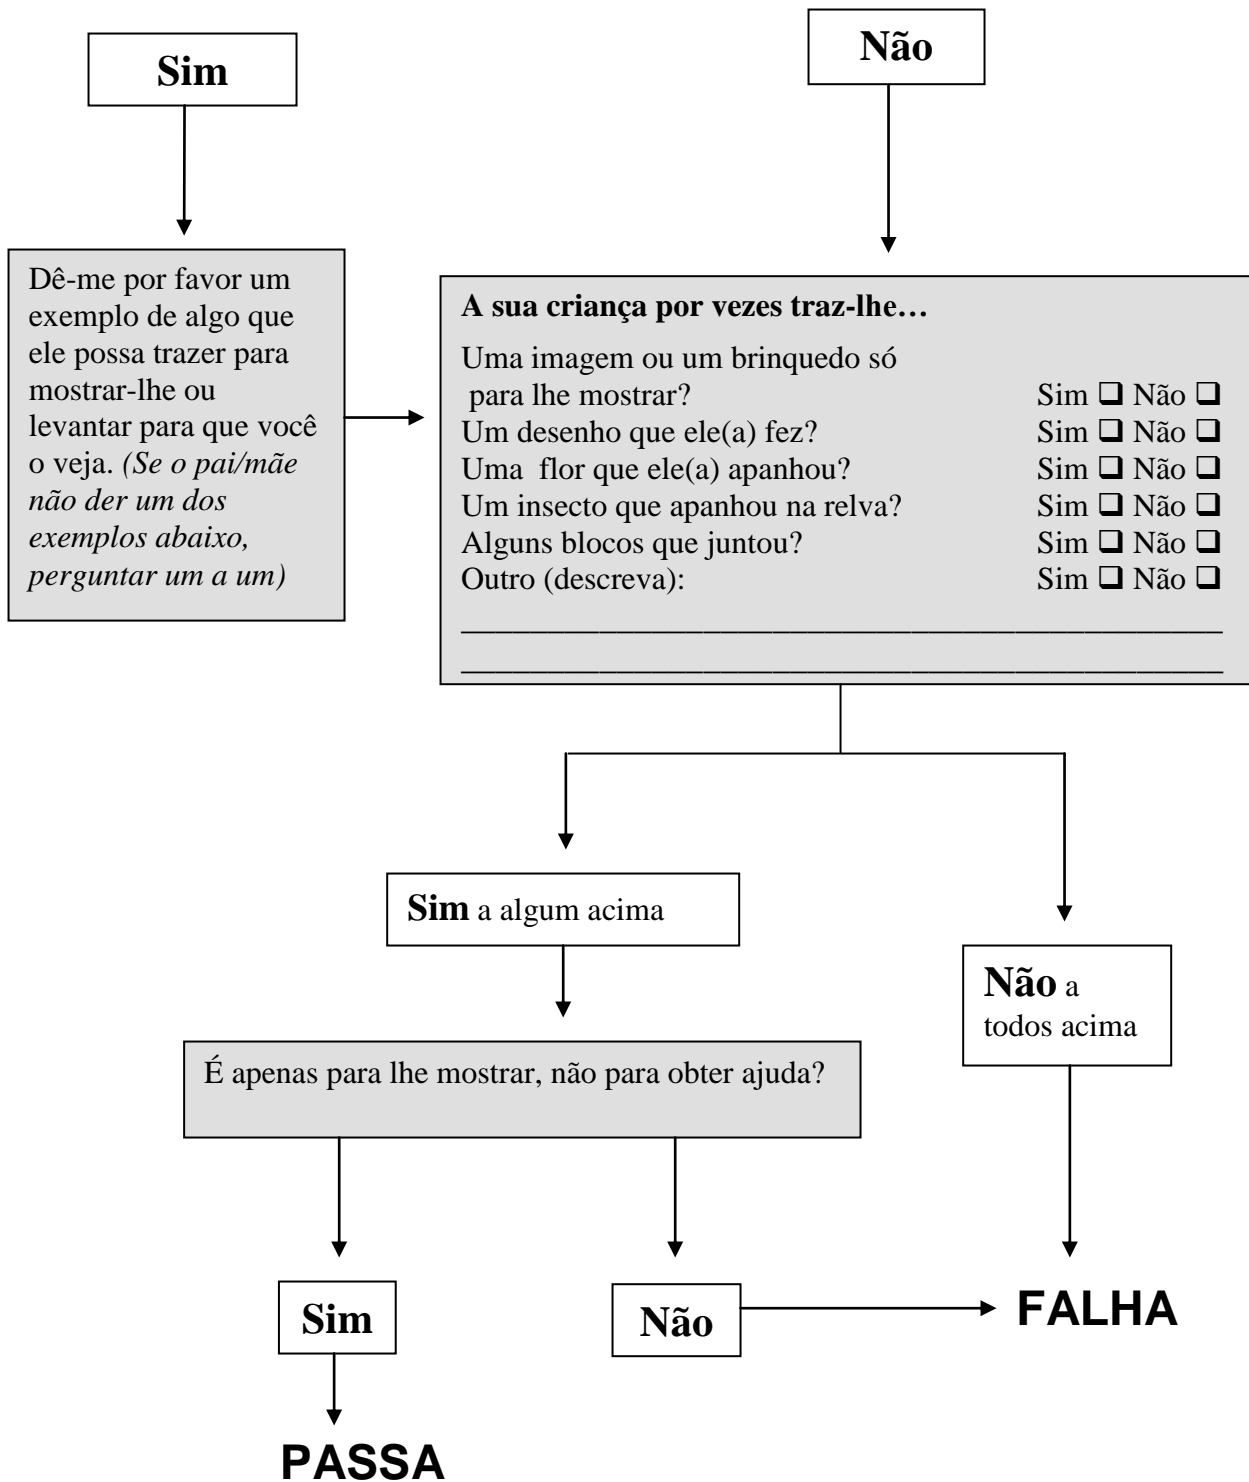 Sim
Não
Dê-me por favor um
exemplo de algo que
ele possa trazer para
mostrar-lhe ou
levantar para que você
o veja. (Se o pai/mãe
não der um dos
exemplos abaixo,
perguntar um a um)
A sua criança por vezes traz-lhe…
Uma imagem ou um brinquedo só
para lhe mostrar? Sim ❑ Não ❑
Um desenho que ele(a) fez? Sim ❑ Não ❑
Uma flor que ele(a) apanhou? Sim ❑ Não ❑
Um insecto que apanhou na relva? Sim ❑ Não ❑
Alguns blocos que juntou? Sim ❑ Não ❑
Outro (descreva): Sim ❑ Não ❑
Sim a algum acima
Não a
todos acima
É apenas para lhe mostrar, não para obter ajuda?
Sim
Não
FALHA
PASSA